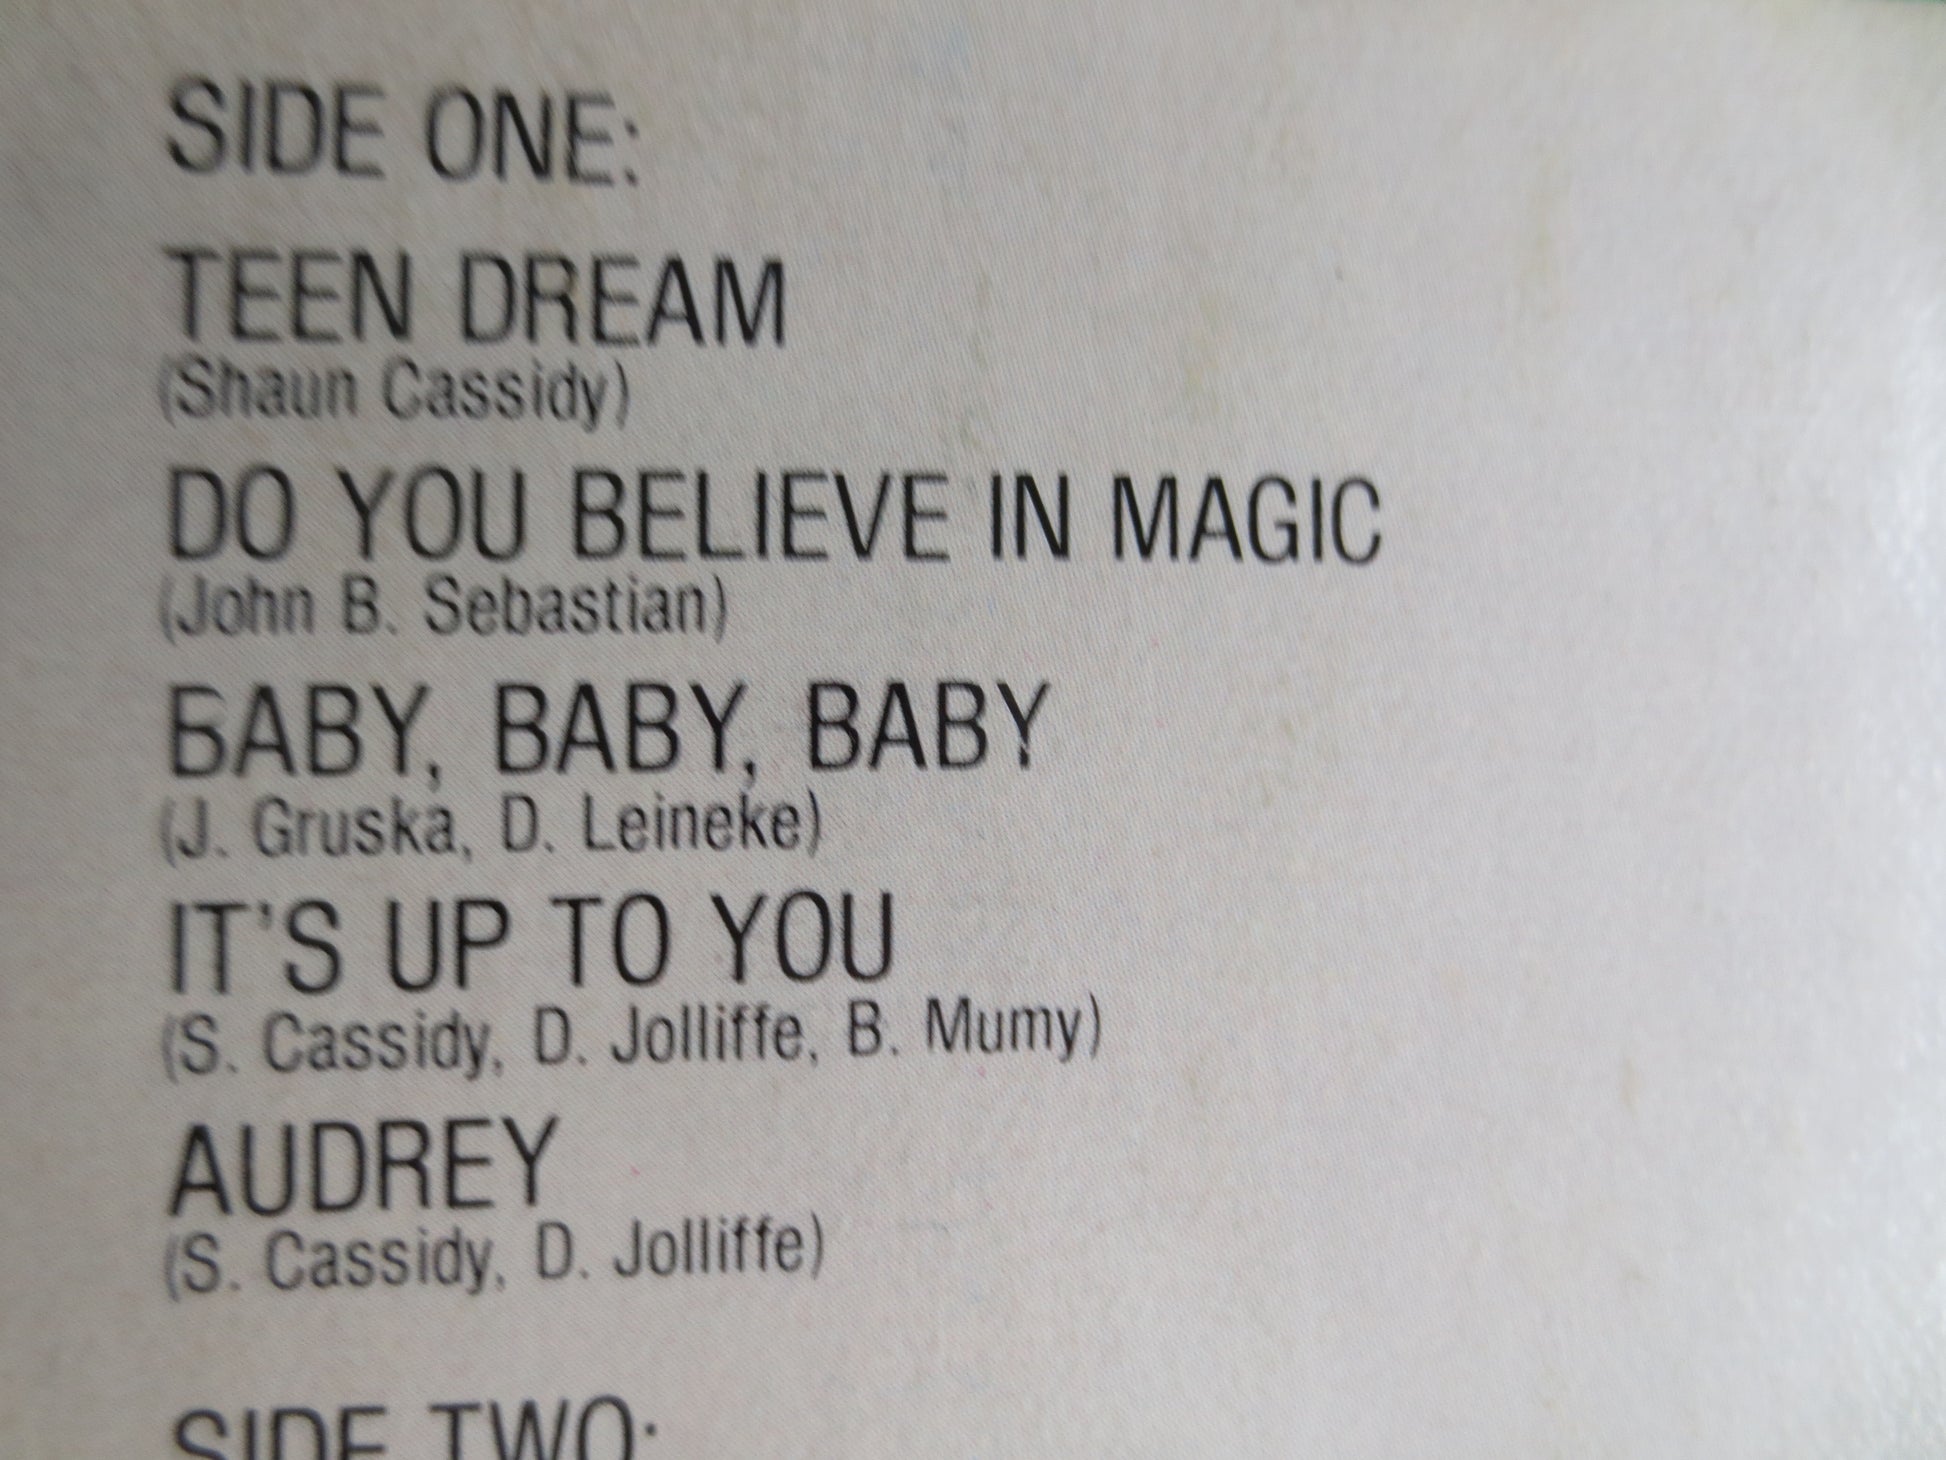 SIDE ONE:
TEEN DREAM
(Shaun Cassidy)
DO YOU BELIEVE IN MAGIC
(John B. Sebastian)
BABY, BABY, BABY
(J. Gruska, D. Leineke)
IT'S UP TO YOU
(S. Cassidy, D. Jolliffe, B. Mumy)
AUDREY
(S. Cassidy, D. Jolliffe)
SIDE TWO: